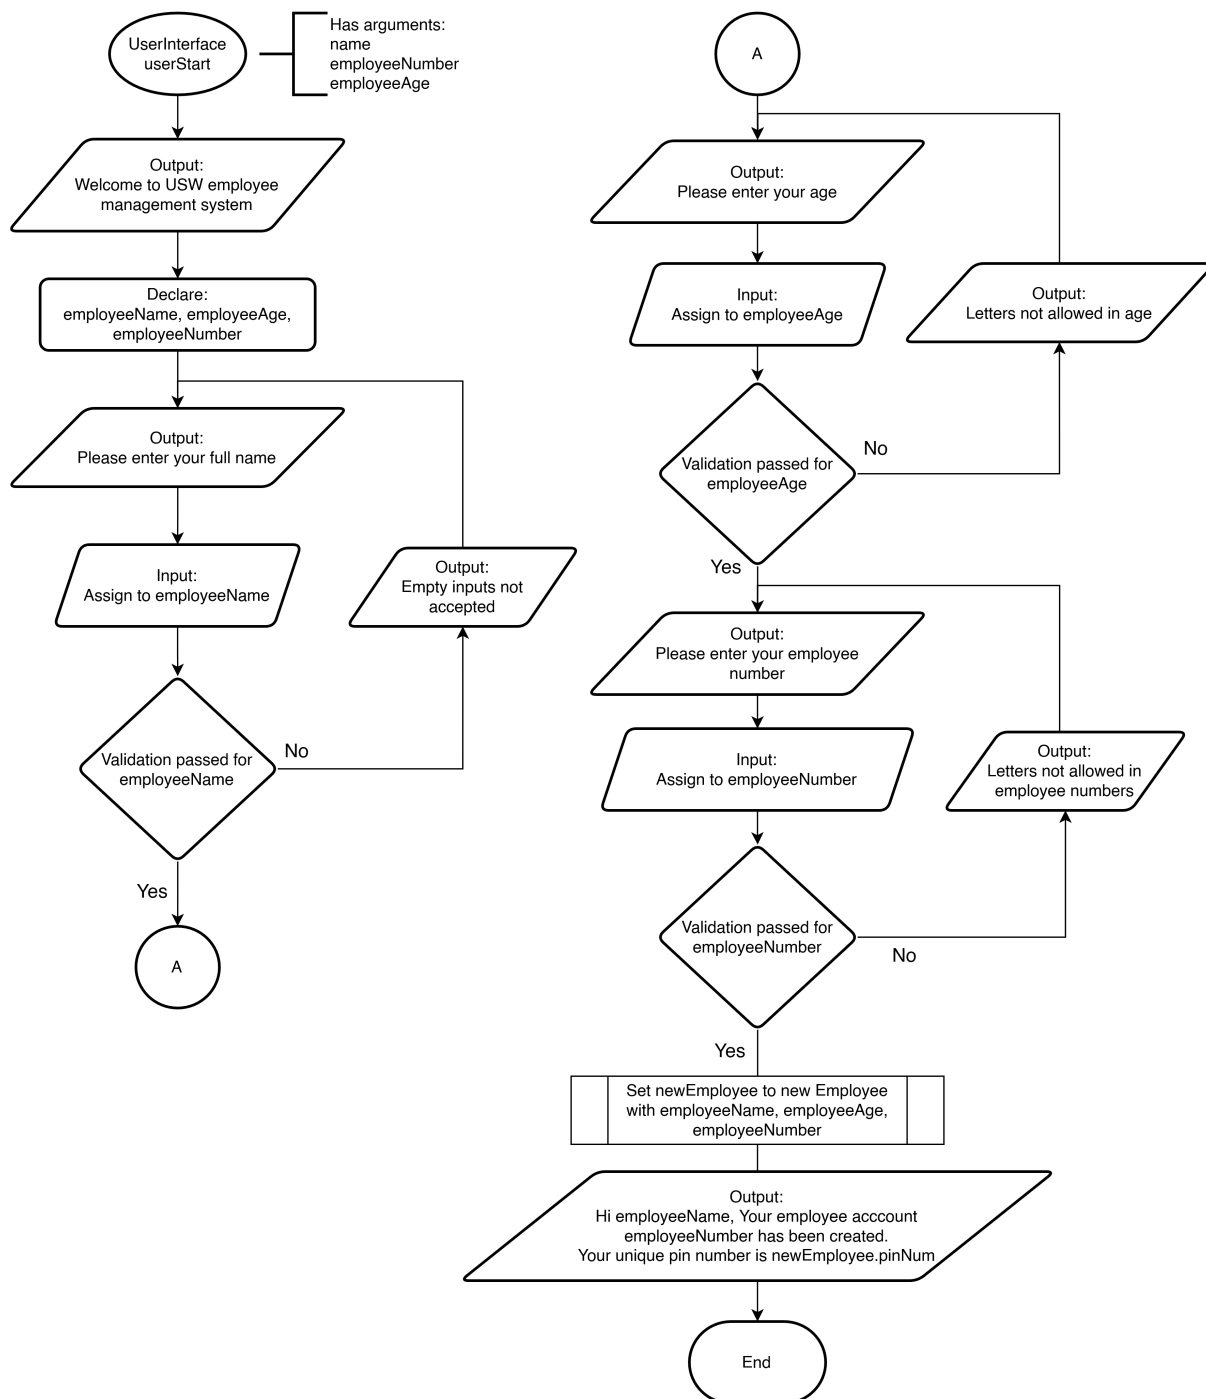 UserInterface
userStart
Has arguments:
name
employeeNumber
employeeAge
Output:
Welcome to USW employee
management system
Declare:
employeeName, employeeAge,
employeeNumber
Output:
Please enter your full name
Input:
Assign to employeeName
Output:
Empty inputs not
accepted
Validation passed for
employeeName
No
Yes
A
A
Output:
Please enter your age
Input:
Assign to employeeAge
Output:
Letters not allowed in age
Validation passed for
employeeAge
No
Yes
Output:
Please enter your employee
number
Input:
Assign to employeeNumber
Output:
Letters not allowed in
employee numbers
Validation passed for
employeeNumber
No
Yes
Set newEmployee to new Employee
with employeeName, employeeAge,
employeeNumber
Output:
Hi employeeName, Your employee acccount
employeeNumber has been created.
Your unique pin number is newEmployee.pinNum
End